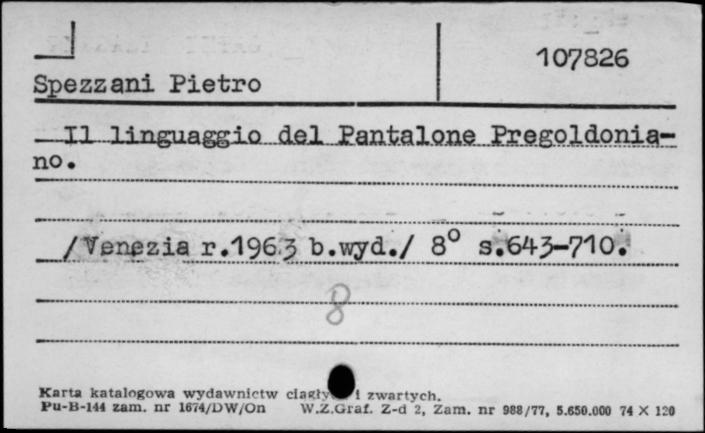 107826
Spezzani Pietro
Il linguaggio del Pantalone Pregoldonia-
no.
/Venezia r.1963 b.wyd./ 8° s.643-710.
8
Karta katalogowa wydawnictw i zwartych.
Pu-B-144 zam. nr 1674/DW/On W.Z.Graf. Z-d 2, Zam. nr 988/77, 5.650.000 74 X 120